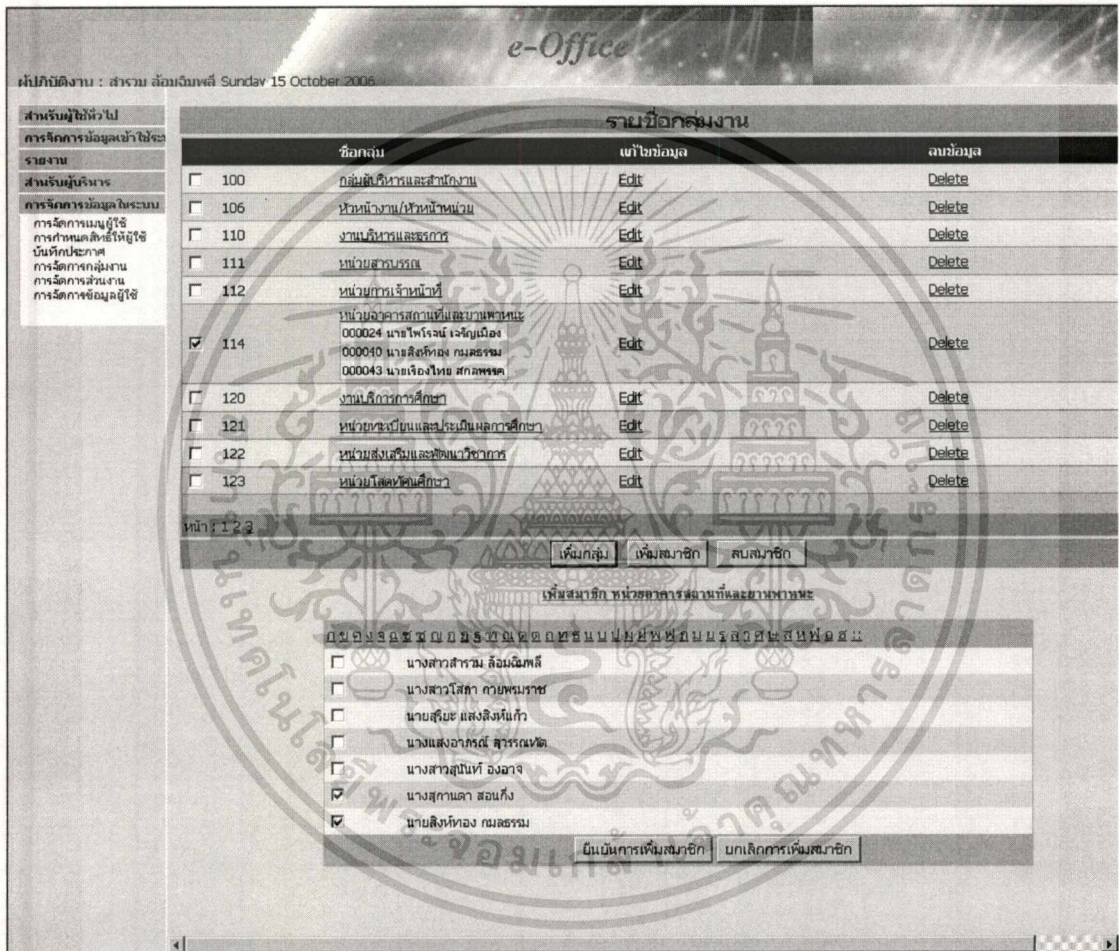 e-Office
ผู้ปฏิบัติงาน : สำรวม ล้อมฉิมพลี Sunday 15 October 2006
สำหรับผู้ใช้ทั่วไป
การจัดการข้อมูลเข้าใช้ระ
รายงาน
สำหรับผู้บริหาร
การจัดการข้อมูลในระบบ
การจัดการเมนูผู้ใช้
การกำหนดสิทธิ์ให้ผู้ใช้
บันทึกประกาศ
การจัดการกลุ่มงาน
การจัดการส่วนงาน
การจัดการข้อมูลผู้ใช้
รายชื่อกลุ่มงาน
ชื่อกลุ่ม แก้ไขข้อมูล ลบข้อมูล
100 กลุ่มผู้บริหารและสำนักงาน Edit Delete
106 หัวหน้างาน/หัวหน้าหน่วย Edit Delete
110 งานบริหารและธุรการ Edit Delete
111 หน่วยสารบรรณ Edit Delete
112 หน่วยการเจ้าหน้าที่ Edit Delete
114 หน่วยอาคารสถานที่และยานพาหนะ Edit Delete
000024 นายไพโรจน์ เจริญเมือง
000040 นายสิงห์ทอง กมลธรรม
000043 นายเรืองไทย สกลพรรค
120 งานบริการการศึกษา Edit Delete
121 หน่วยทะเบียนและประเมินผลการศึกษา Edit Delete
122 หน่วยส่งเสริมและพัฒนาวิชาการ Edit Delete
123 หน่วยโสตทัศนศึกษา Edit Delete
หน้า : 1 2 3
เพิ่มกลุ่ม เพิ่มสมาชิก ลบสมาชิก
เพิ่มสมาชิก หน่วยอาคารสถานที่และยานพาหนะ
นางสาวสำรวม ล้อมฉิมพลี
นางสาวโสภา กายพรมราช
นายสุริยะ แสงสิงห์แก้ว
นางแสงอาภรณ์ สุวรรณทัต
นางสาวสุนันท์ องอาจ
นางสุกานดา สอนกิ่ง
นายสิงห์ทอง กมลธรรม
ยืนยันการเพิ่มสมาชิก ยกเลิกการเพิ่มสมาชิก